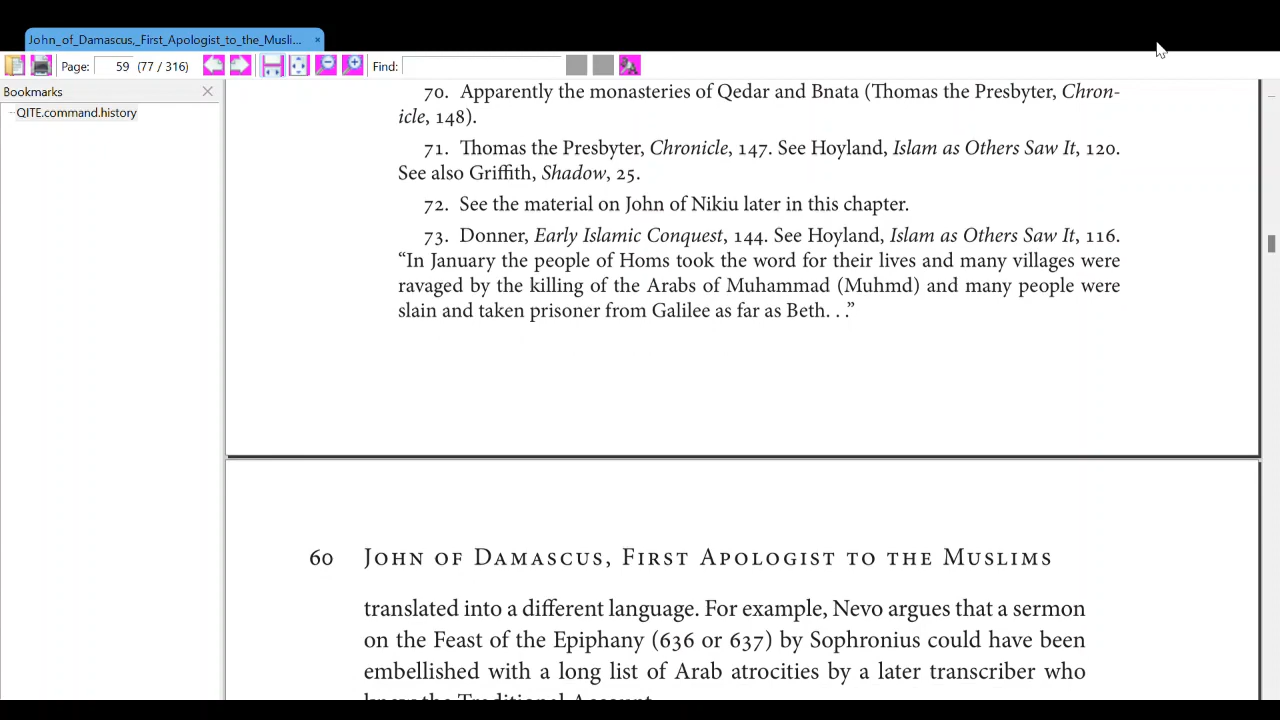 John_of_Damascus,_First_Apologist_to_the_Musli...
Page: 59 (77 / 316) Find:
Bookmarks
QITE.command.history
70. Apparently the monasteries of Qedar and Bnata (Thomas the Presbyter, Chron-
icle, 148).
71. Thomas the Presbyter, Chronicle, 147. See Hoyland, Islam as Others Saw It, 120.
See also Griffith, Shadow, 25.
72. See the material on John of Nikiu later in this chapter.
73. Donner, Early Islamic Conquest, 144. See Hoyland, Islam as Others Saw It, 116.
“In January the people of Homs took the word for their lives and many villages were
ravaged by the killing of the Arabs of Muhammad (Muhmd) and many people were
slain and taken prisoner from Galilee as far as Beth. . .”
60 John of Damascus, First Apologist to the Muslims
translated into a different language. For example, Nevo argues that a sermon
on the Feast of the Epiphany (636 or 637) by Sophronius could have been
embellished with a long list of Arab atrocities by a later transcriber who
knew the Traditional Account.